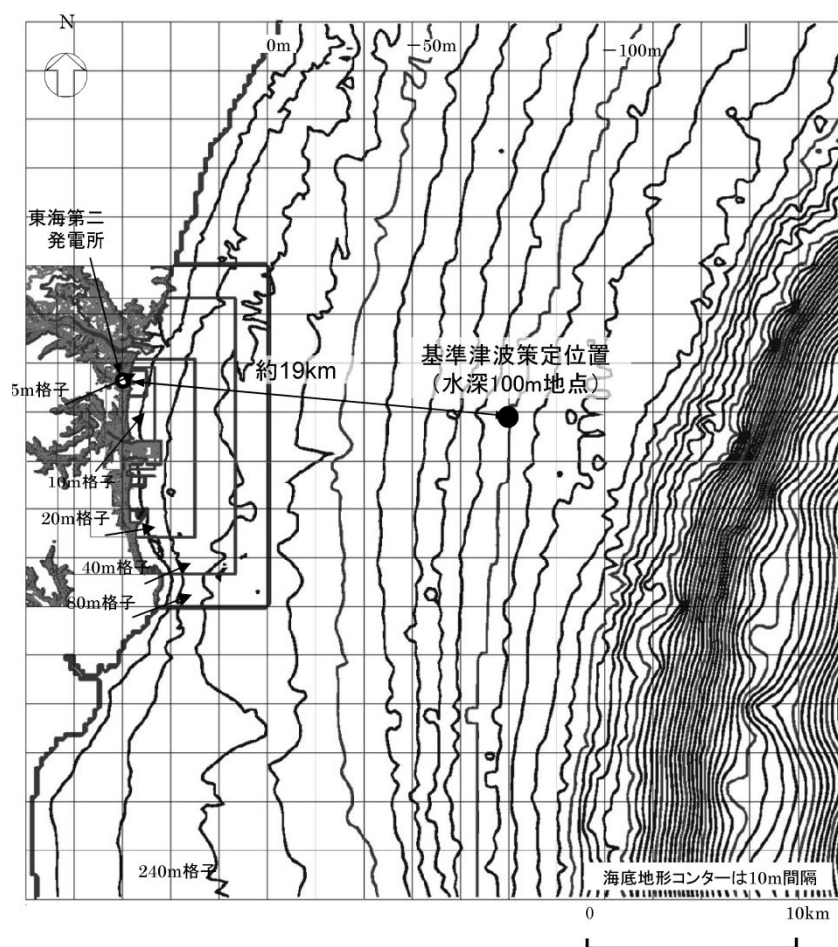 N
0m
−50m
−100m
東海第二
発電所
約19km
基準津波策定位置
（水深100m地点）
5m格子
10m格子
20m格子
40m格子
80m格子
240m格子
海底地形コンターは10m間隔
0
10km